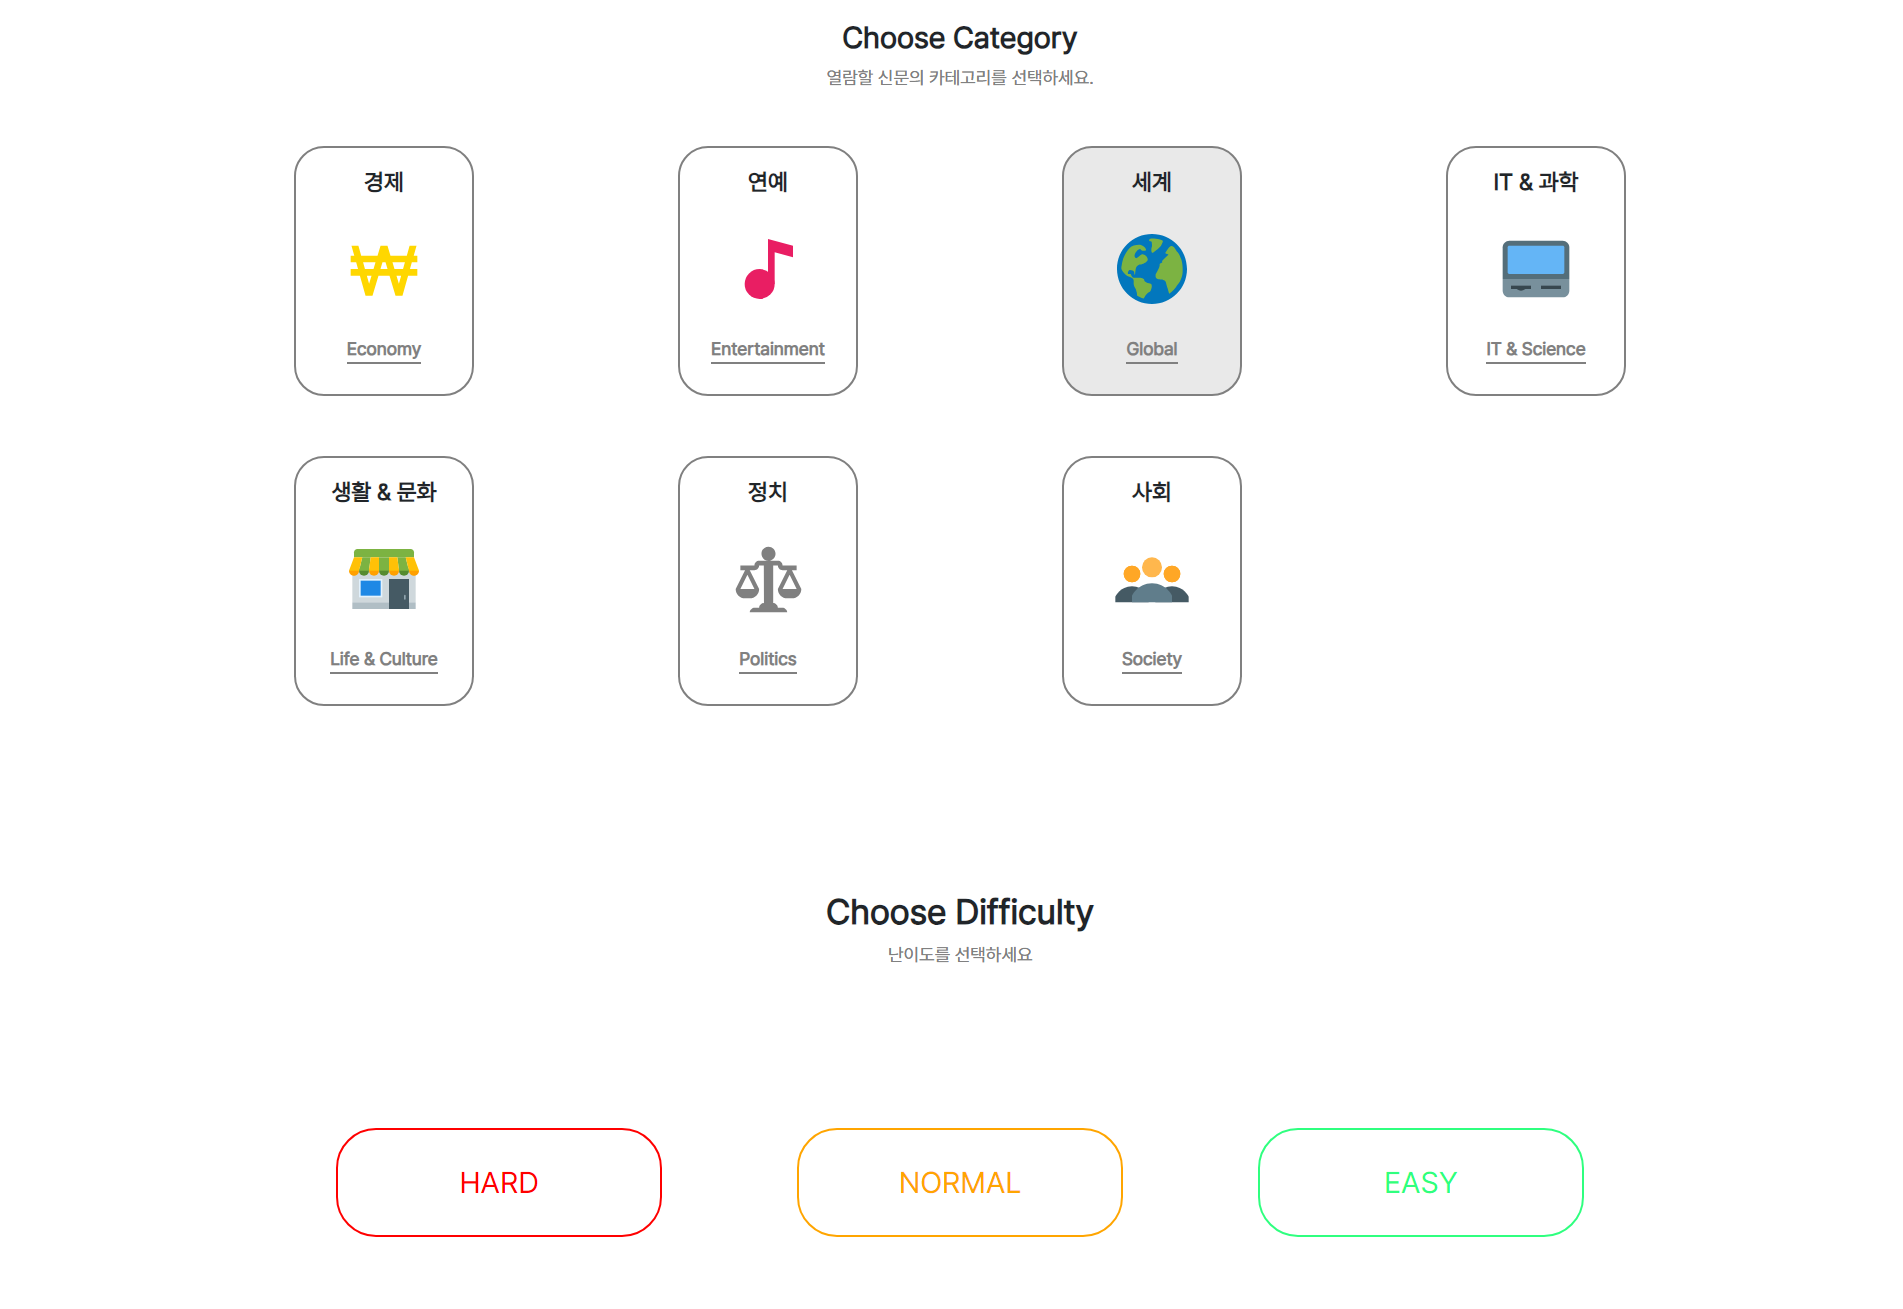 Choose Category
열람할 신문의 카테고리를 선택하세요.
경제
Economy
연예
Entertainment
세계
Global
IT & 과학
IT & Science
생활 & 문화
Life & Culture
정치
Politics
사회
Society
Choose Difficulty
난이도를 선택하세요
HARD
NORMAL
EASY